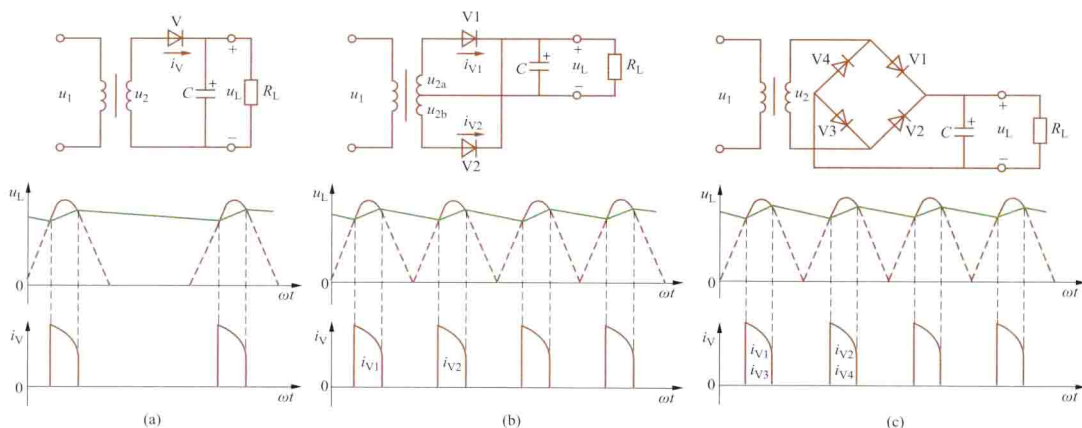 V
i_V
u_1
u_2
C
+
+
u_L
R_L
−
V1
i_V1
u_1
u_2a
u_2b
i_V2
V2
C
+
+
u_L
R_L
−
V4
V1
u_1
u_2
V3
V2
C
+
+
u_L
R_L
−
u_L
0
ωt
u_L
0
ωt
u_L
0
ωt
i_V
0
ωt
i_V
i_V1
i_V2
0
ωt
i_V
i_V1
i_V2
i_V3
i_V4
0
ωt
(a)
(b)
(c)